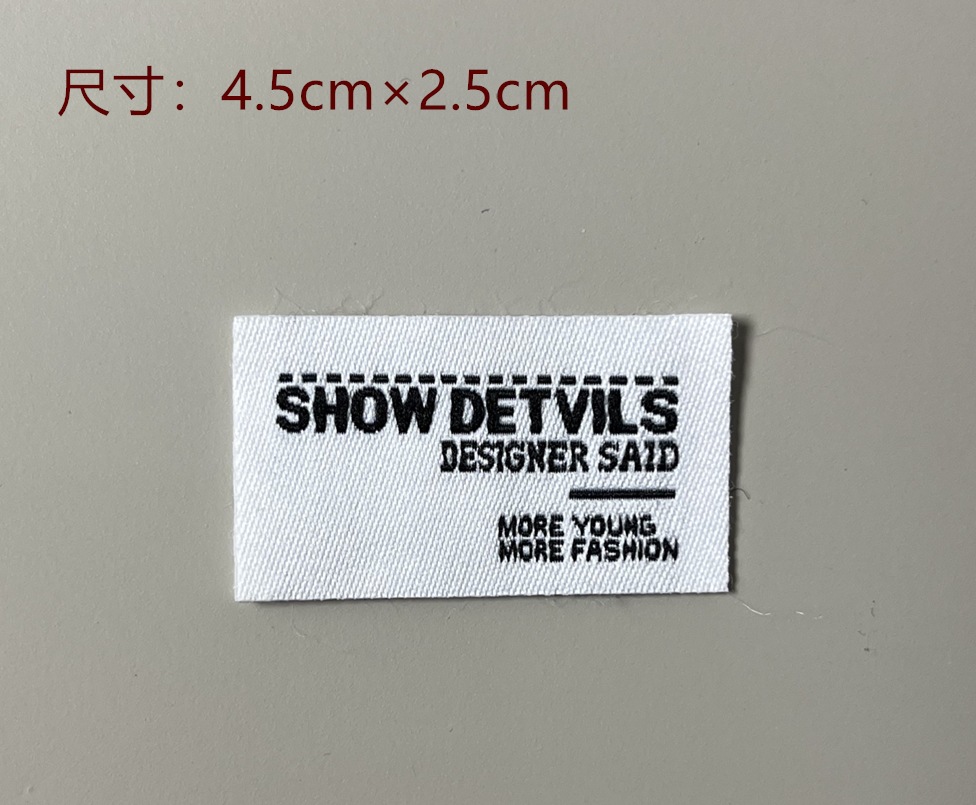 尺寸：4.5cm×2.5cm
SHOW DETVILS
DESIGNER SAID
MORE YOUNG
MORE FASHION